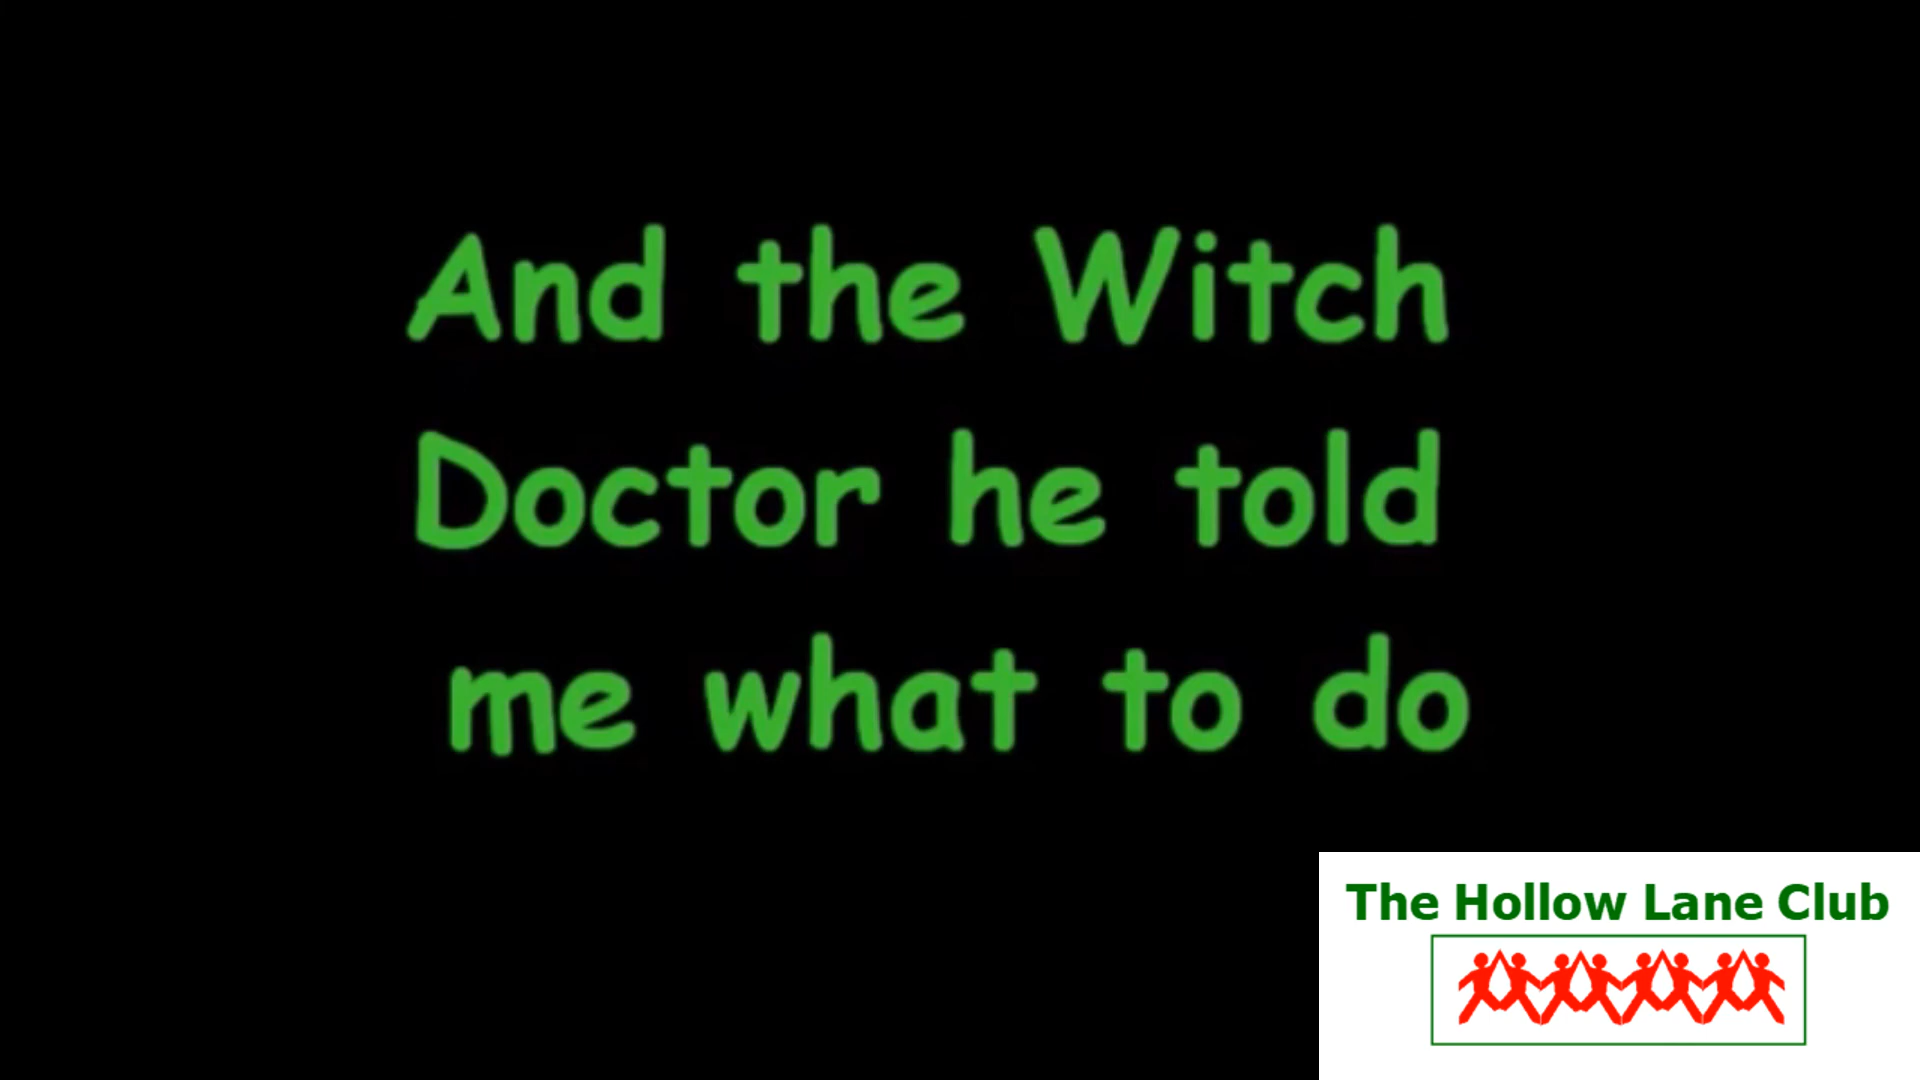 And the Witch
Doctor he told
me what to do
The Hollow Lane Club